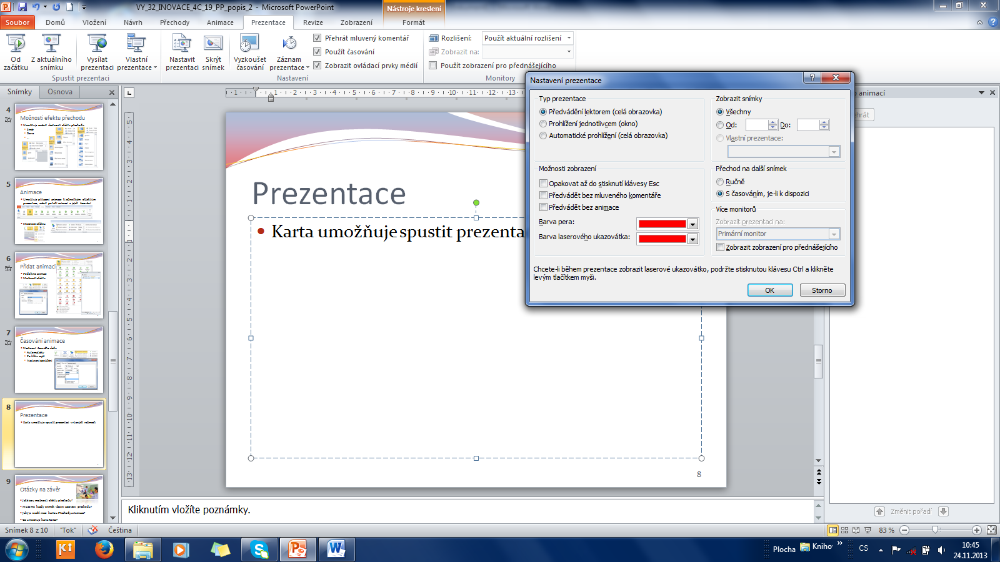 VY_32_INOVACE_4C_19_PP_popis_2 - Microsoft PowerPoint
Nástroje kreslení
Soubor Domů Vložení Návrh Přechody Animace Prezentace Revize Zobrazení Formát
Od začátku
Z aktuálního snímku
Vysílat prezentaci
Vlastní prezentace
Spustit prezentaci
Nastavit prezentaci
Skrýt snímek
Vyzkoušet časování
Záznam prezentace
Přehrát mluvený komentář
Použít časování
Zobrazit ovládací prvky médií
Nastavení
Rozlišení: Použít aktuální rozlišení
Zobrazit na:
Použít zobrazení pro přednášejícího
Monitory
Snímky Osnova
4
Možnosti efektu přechodu
5
Animace
6
Přidat animaci
7
Časování animace
Nastavení časového sledu
Automaticky
Po kliku myší
8
Prezentace
9
Otázky na závěr
Prezentace
Karta umožňuje spustit prezenta
8
Kliknutím vložíte poznámky.
Nastavení prezentace
Typ prezentace
Předvádění lektorem (celá obrazovka)
Prohlížení jednotlivcem (okno)
Automatické prohlížení (celá obrazovka)
Zobrazit snímky
Všechny
Od: Do:
Vlastní prezentace:
Možnosti zobrazení
Opakovat až do stisknutí klávesy Esc
Předvádět bez mluveného komentáře
Předvádět bez animace
Barva pera:
Barva laserového ukazovátka:
Přechod na další snímek
Ručně
S časováním, je-li k dispozici
Více monitorů
Zobrazit prezentaci na:
Primární monitor
Zobrazit zobrazení pro přednášejícího
Chcete-li během prezentace zobrazit laserové ukazovátko, podržte stisknutou klávesu Ctrl a klikněte
levým tlačítkem myši.
OK Storno
animací
Změnit pořadí
Snímek 8 z 10 "Tok" Čeština
83 %
Plocha Kniho
CS
10:45
24.11.2013